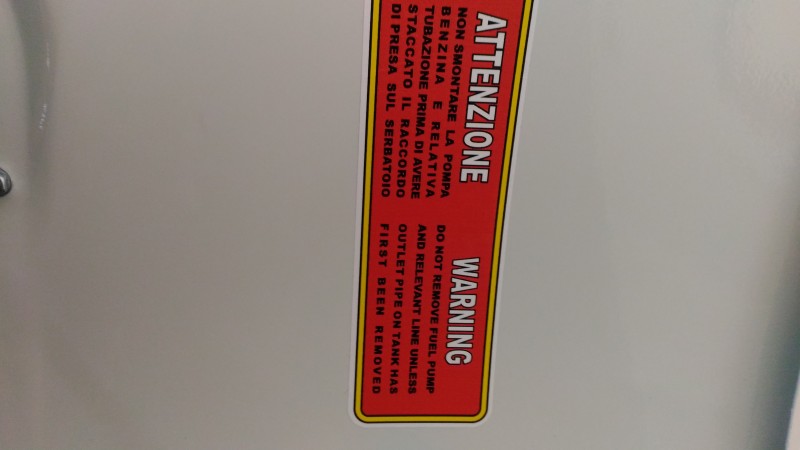 ATTENZIONE
NON SMONTARE LA POMPA
BENZINA E RELATIVA
TUBAZIONE PRIMA DI AVERE
STACCATO IL RACCORDO
DI PRESA SUL SERBATOIO
WARNING
DO NOT REMOVE FUEL PUMP
AND RELEVANT LINE UNLESS
OUTLET PIPE ON TANK HAS
FIRST BEEN REMOVED